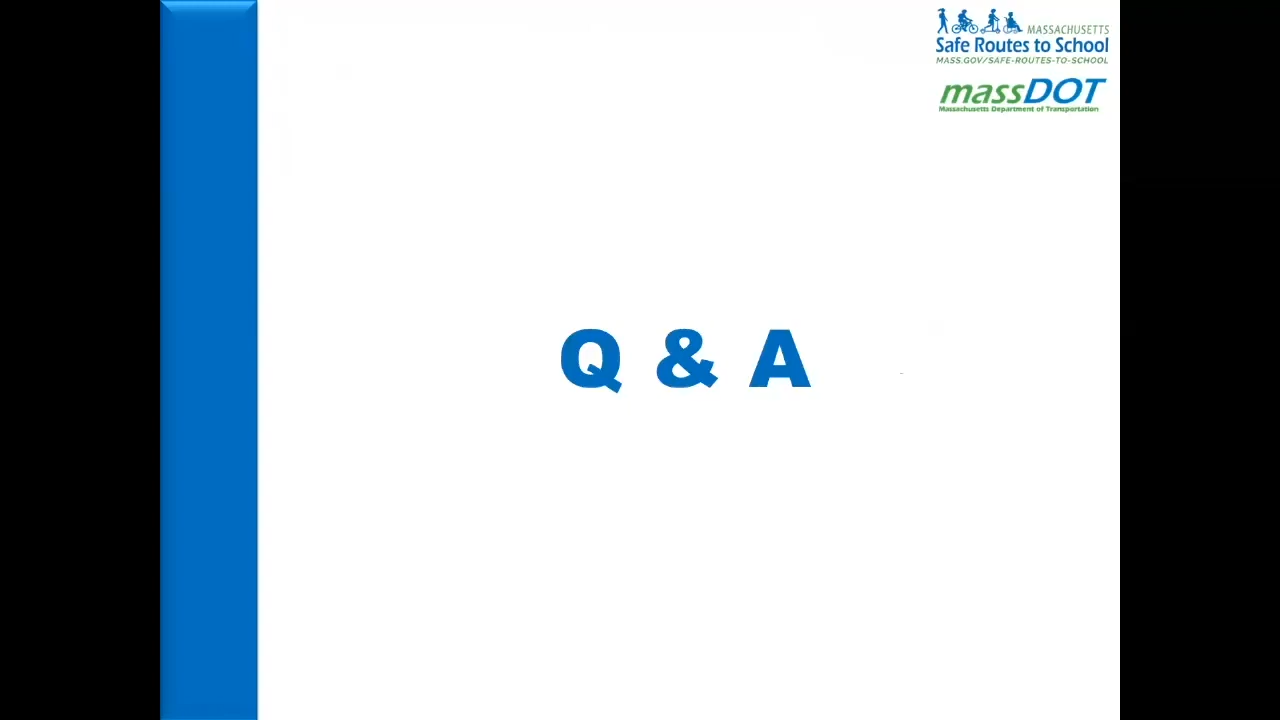 MASSACHUSETTS
Safe Routes to School
MASS.GOV/SAFE-ROUTES-TO-SCHOOL
massDOT
Massachusetts Department of Transportation
Q & A